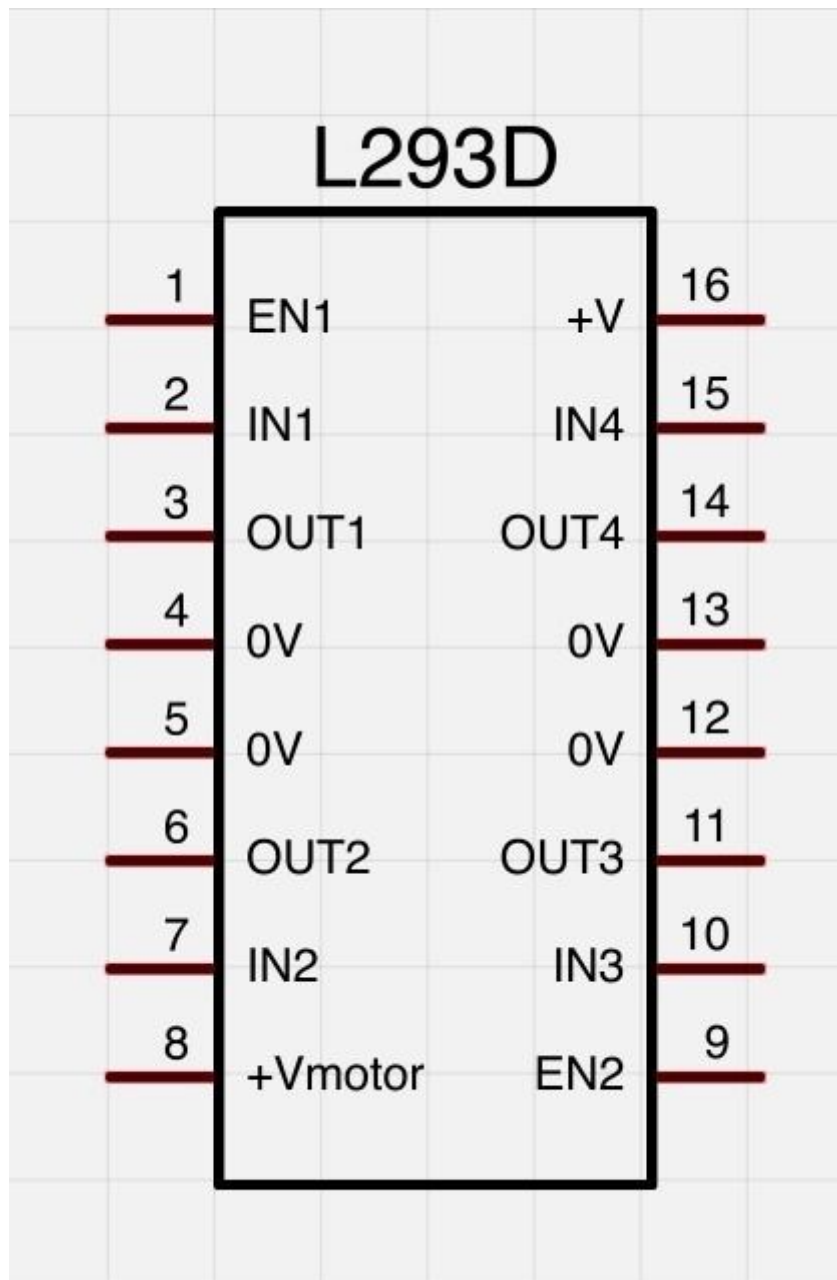 L293D
1 EN1 +V 16
2 IN1 IN4 15
3 OUT1 OUT4 14
4 0V 0V 13
5 0V 0V 12
6 OUT2 OUT3 11
7 IN2 IN3 10
8 +Vmotor EN2 9